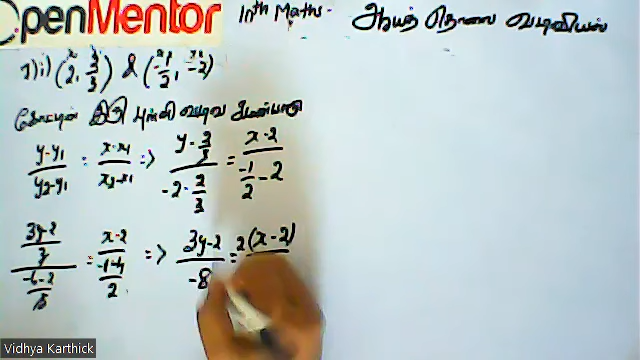 OpenMentor 10th Maths - ஆயத் தொலை வடிவியல்
7) i) (2, 2/3) & (-1/2, -2)
கோட்டின் இரு புள்ளி வடிவ சமன்பாடு
y-y1/y2-y1 = x-x1/x2-x1 => y-2/3/-2-2/3 = x-2/-1/2-2
3y-2/3/-6-2/3 = x-2/-1-4/2 => 3y-2/-8 = 2(x-2)
Vidhya Karthick